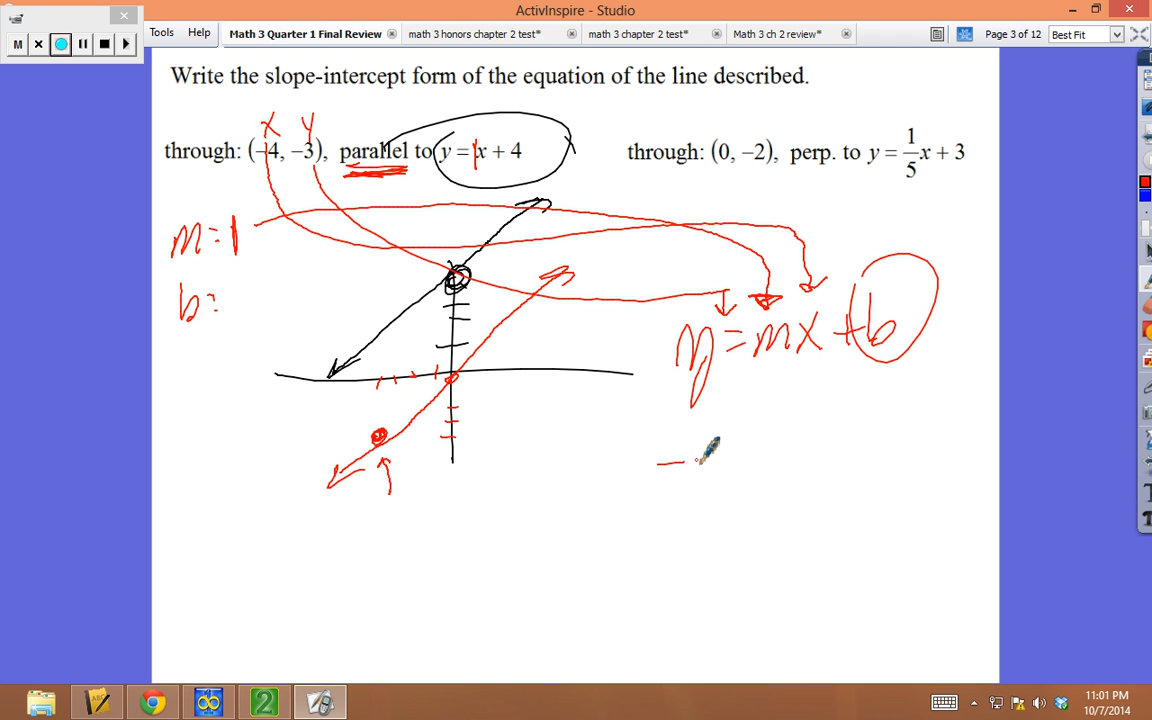 ActivInspire - Studio
M
Tools Help Math 3 Quarter 1 Final Review math 3 honors chapter 2 test* math 3 chapter 2 test* Math 3 ch 2 review* Page 3 of 12 Best Fit
Write the slope-intercept form of the equation of the line described.
x y
through: (−4, −3), parallel to y = 1x + 4 through: (0, −2), perp. to y = 1/5 x + 3
m = 1
b =
y = mx + b
−
ABC
2
11:01 PM
10/7/2014